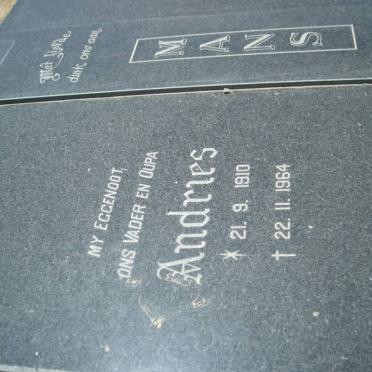 Met liefde
dink ons aan
MANS
MY EGGENOOT,
ONS VADER EN OUPA
Andries
* 21. 9. 1910
† 22. 11. 1964